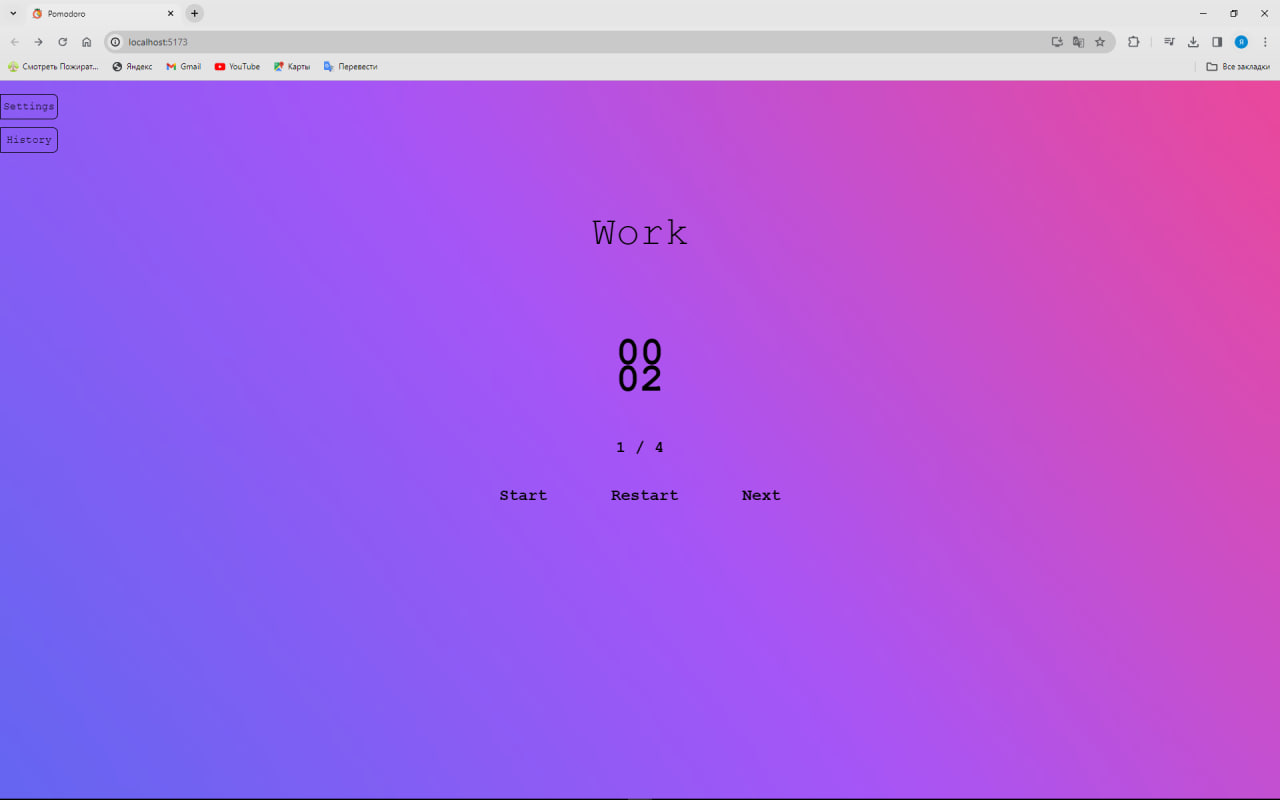 Pomodoro
localhost:5173
Я
Смотреть Пожират...
Яндекс
Gmail
YouTube
Карты
Перевести
Все закладки
Settings
History
Work
00
02
1 / 4
Start Restart Next